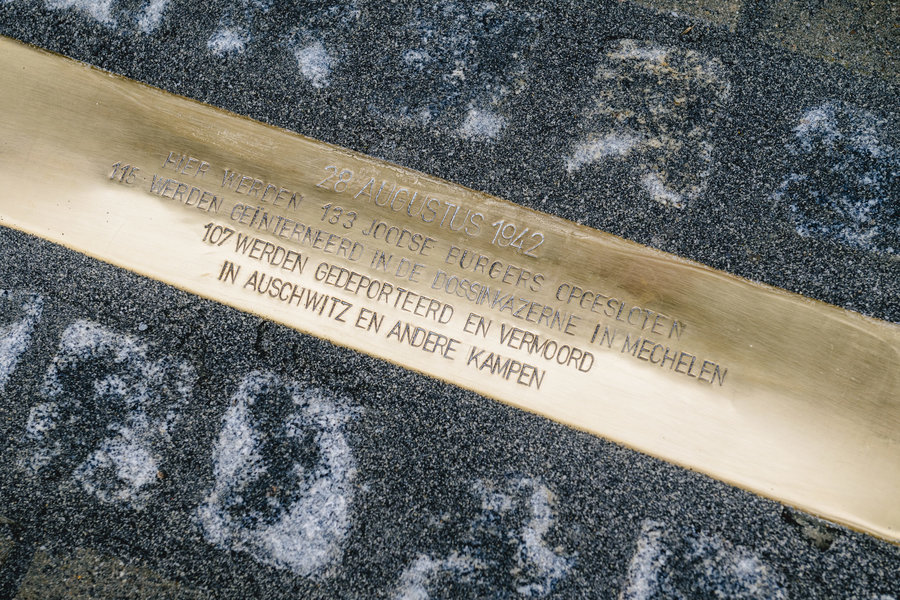 28 AUGUSTUS 1942
HIER WERDEN 133 JOODSE BURGERS OPGESLOTEN
115 WERDEN GEÏNTERNEERD IN DE DOSSINKAZERNE IN MECHELEN
107 WERDEN GEDEPORTEERD EN VERMOORD
IN AUSCHWITZ EN ANDERE KAMPEN